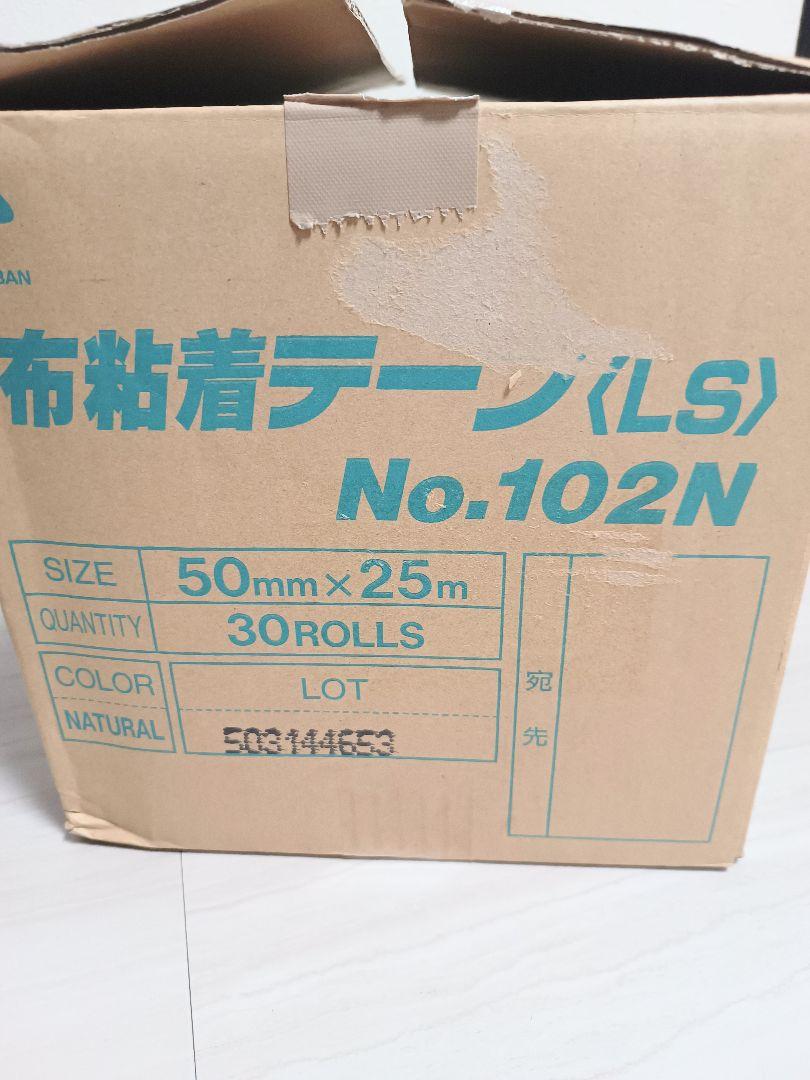 BAN
布粘着テープ〈LS〉
No.102N
SIZE 50mm×25m
QUANTITY 30ROLLS
COLOR LOT
NATURAL 503144653
宛先